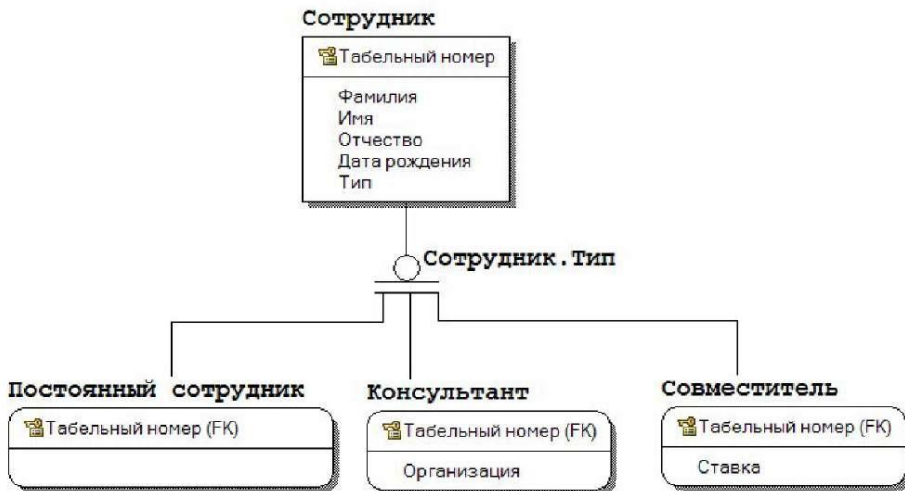 Сотрудник
Табельный номер
Фамилия
Имя
Отчество
Дата рождения
Тип
Сотрудник.Тип
Постоянный сотрудник
Табельный номер (FK)
Консультант
Табельный номер (FK)
Организация
Совместитель
Табельный номер (FK)
Ставка